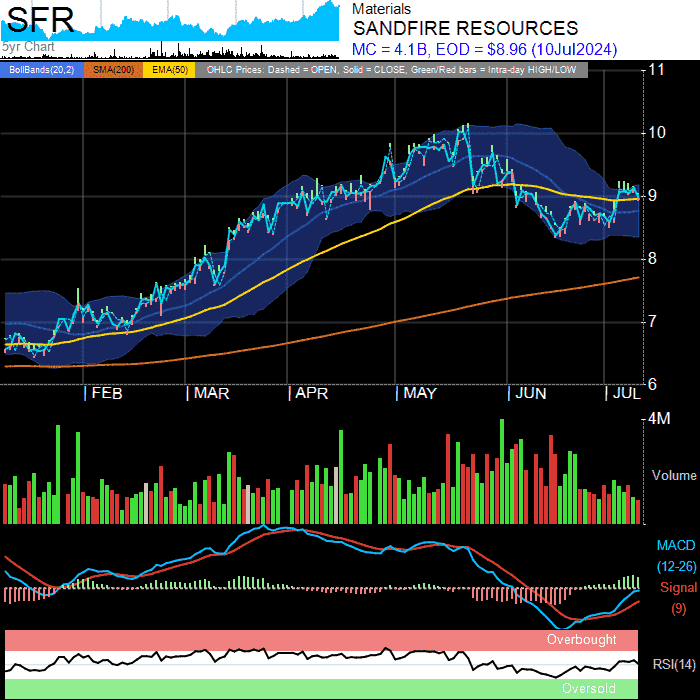 SFR
5yr Chart
Materials
SANDFIRE RESOURCES
MC = 4.1B, EOD = $8.96 (10Jul2024)
BollBands(20,2) SMA(200) EMA(50) OHLC Prices: Dashed = OPEN, Solid = CLOSE, Green/Red bars = Intra-day HIGH/LOW
11
10
9
8
7
6
| FEB | MAR | APR | MAY | JUN | JUL
4M
Volume
MACD
(12-26)
Signal
(9)
Overbought
RSI(14)
Oversold